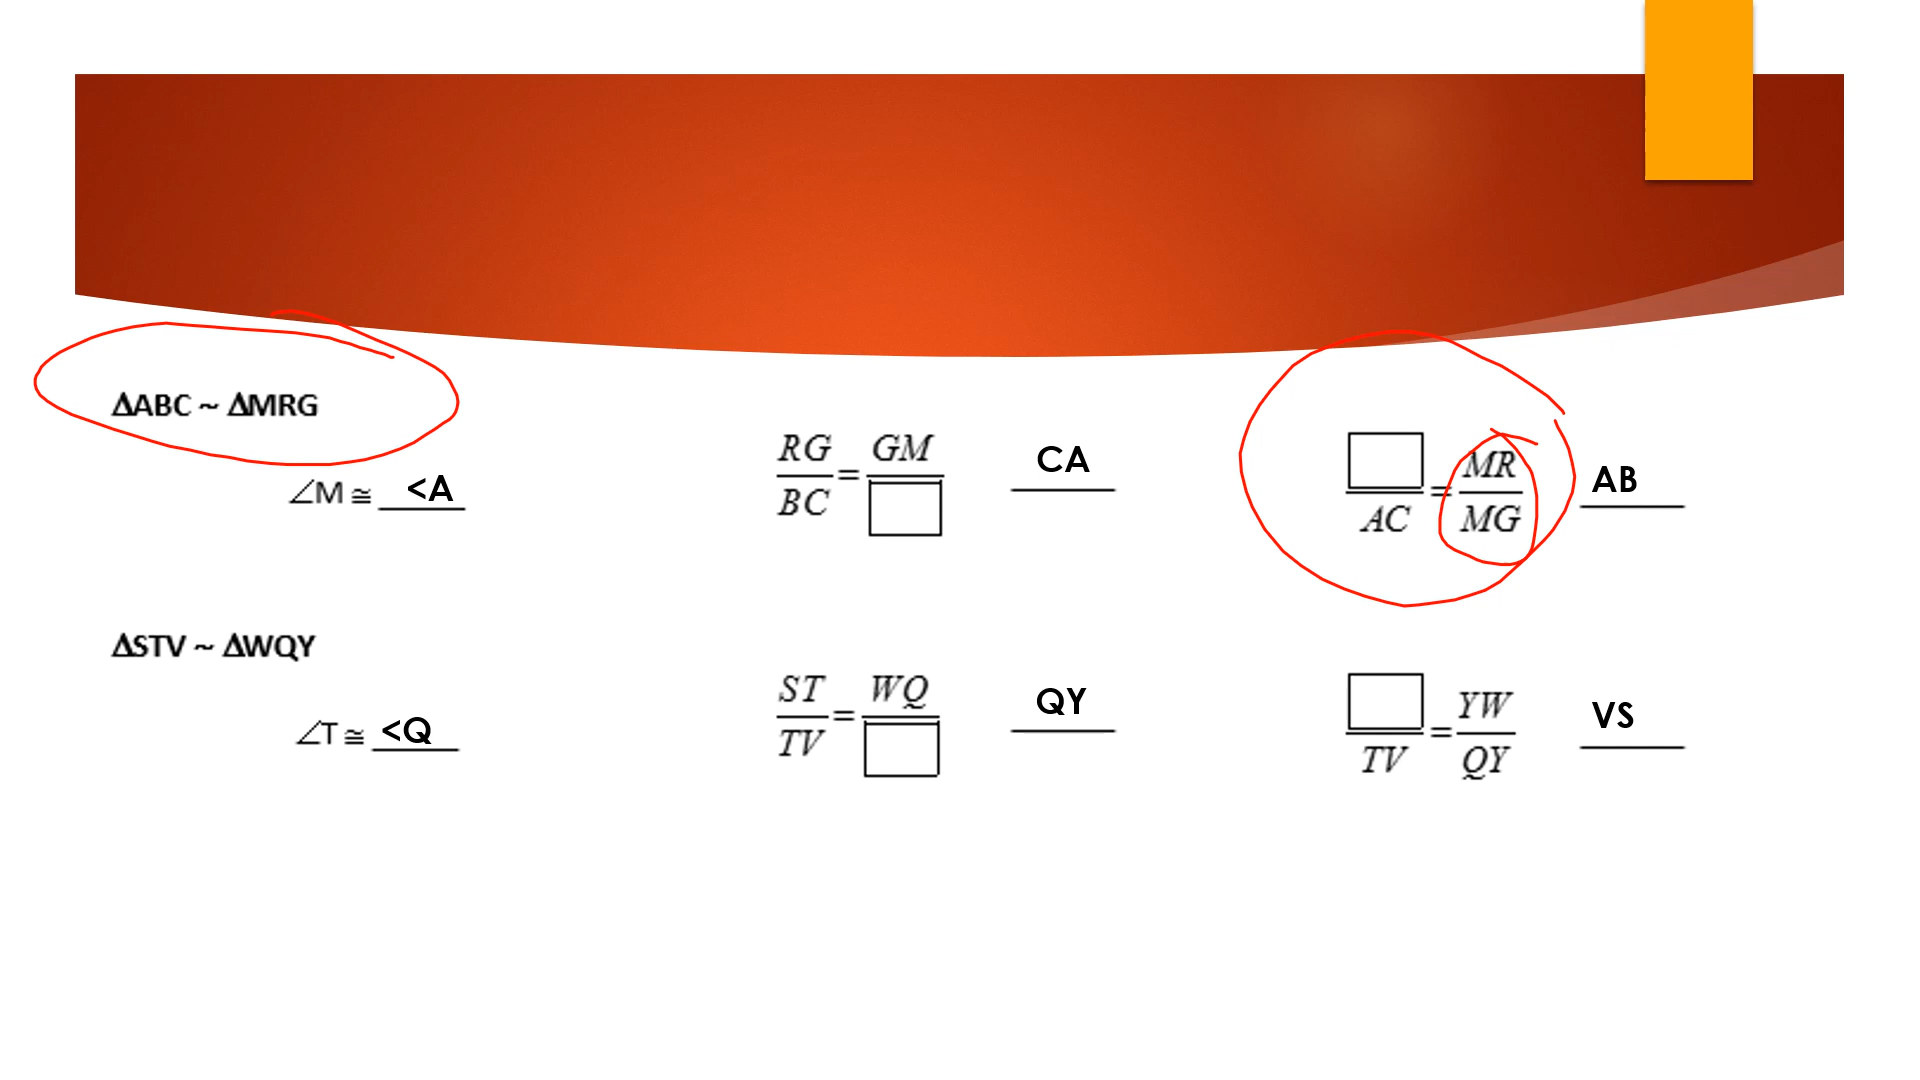 ΔABC ~ ΔMRG
∠M ≅ <A
RG/BC = GM/□ CA
□/AC = MR/MG AB
ΔSTV ~ ΔWQY
∠T ≅ <Q
ST/TV = WQ/□ QY
□/TV = YW/QY VS